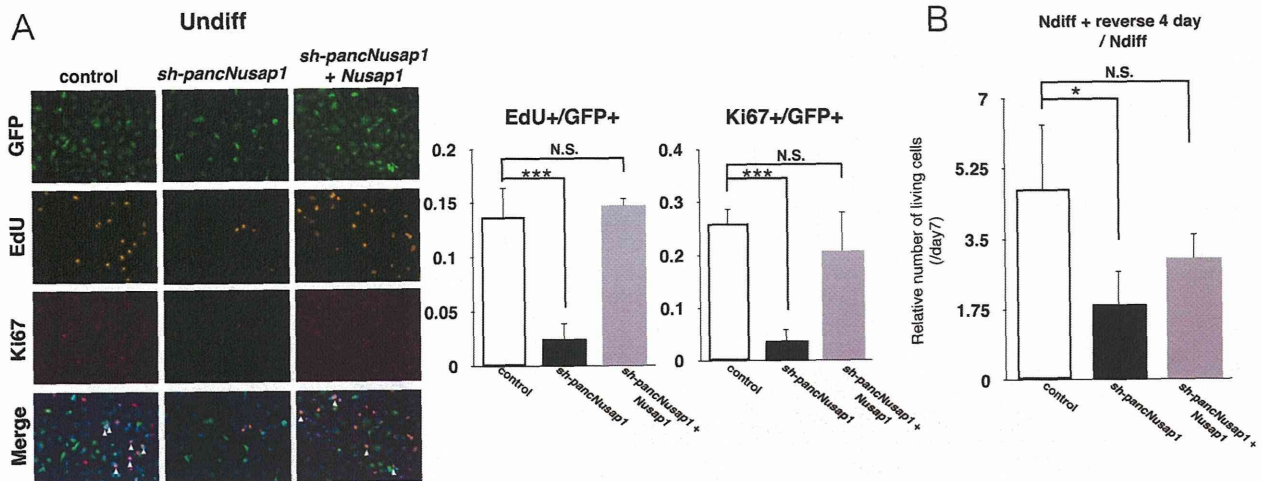 A
Undiff
control
sh-pancNusap1
sh-pancNusap1
+ Nusap1
GFP
EdU
Ki67
Merge
EdU+/GFP+
0.2
0.15
0.1
0.05
0
N.S.
***
control
sh-pancNusap1
sh-pancNusap1 +
Nusap1
Ki67+/GFP+
0.4
0.3
0.2
0.1
0
N.S.
***
control
sh-pancNusap1
sh-pancNusap1 +
Nusap1
B
Ndiff + reverse 4 day
/ Ndiff
Relative number of living cells
(/day7)
7
5.25
3.5
1.75
0
N.S.
*
control
sh-pancNusap1
sh-pancNusap1 +
Nusap1